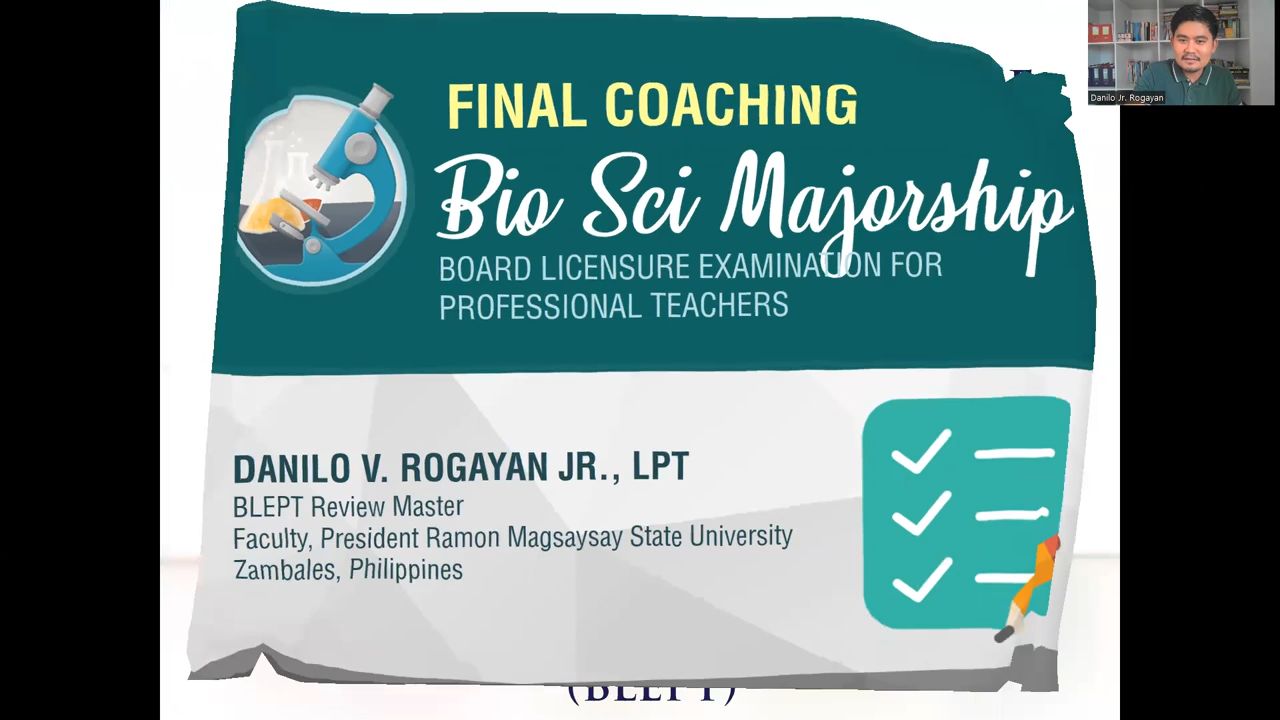 FINAL COACHING
Bio Sci Majorship
BOARD LICENSURE EXAMINATION FOR
PROFESSIONAL TEACHERS
DANILO V. ROGAYAN JR., LPT
BLEPT Review Master
Faculty, President Ramon Magsaysay State University
Zambales, Philippines
Danilo Jr. Rogayan